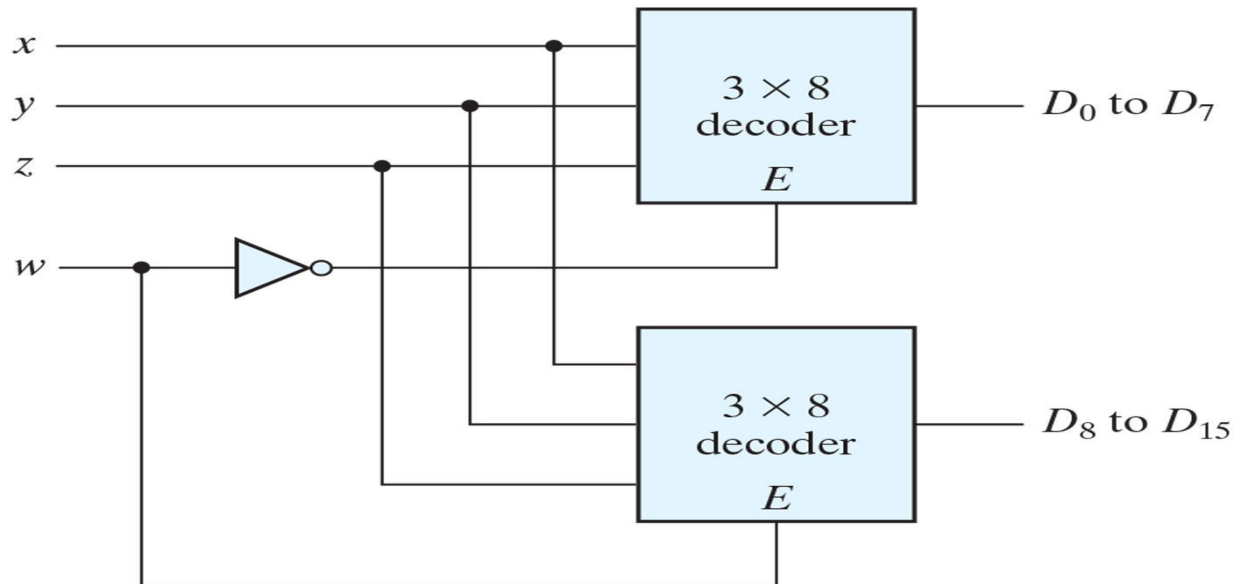 x
y
z
w
3 × 8
decoder
E
D₀ to D₇
3 × 8
decoder
E
D₈ to D₁₅